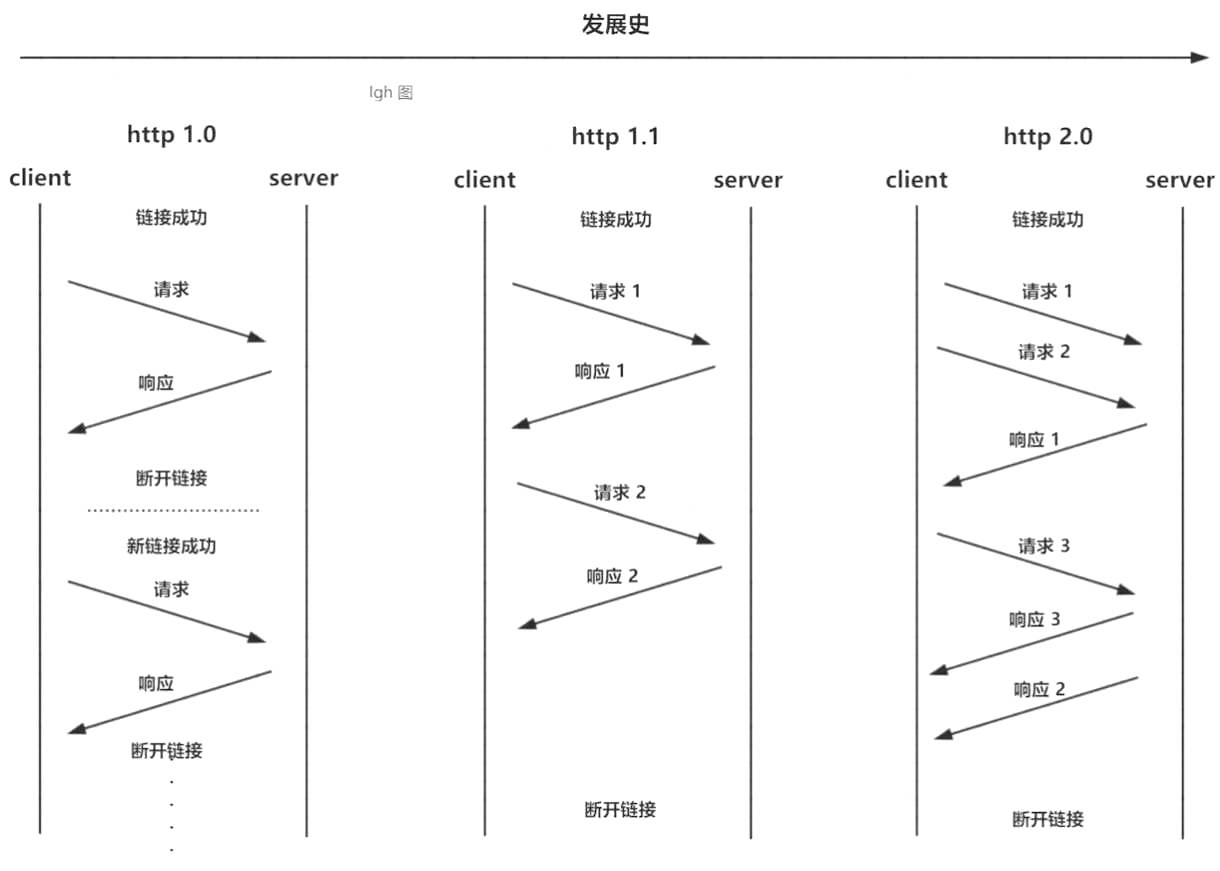 发展史
lgh 图
http 1.0
client
server
链接成功
请求
响应
断开链接
新链接成功
请求
响应
断开链接
http 1.1
client
server
链接成功
请求 1
响应 1
请求 2
响应 2
断开链接
http 2.0
client
server
链接成功
请求 1
请求 2
响应 1
请求 3
响应 3
响应 2
断开链接